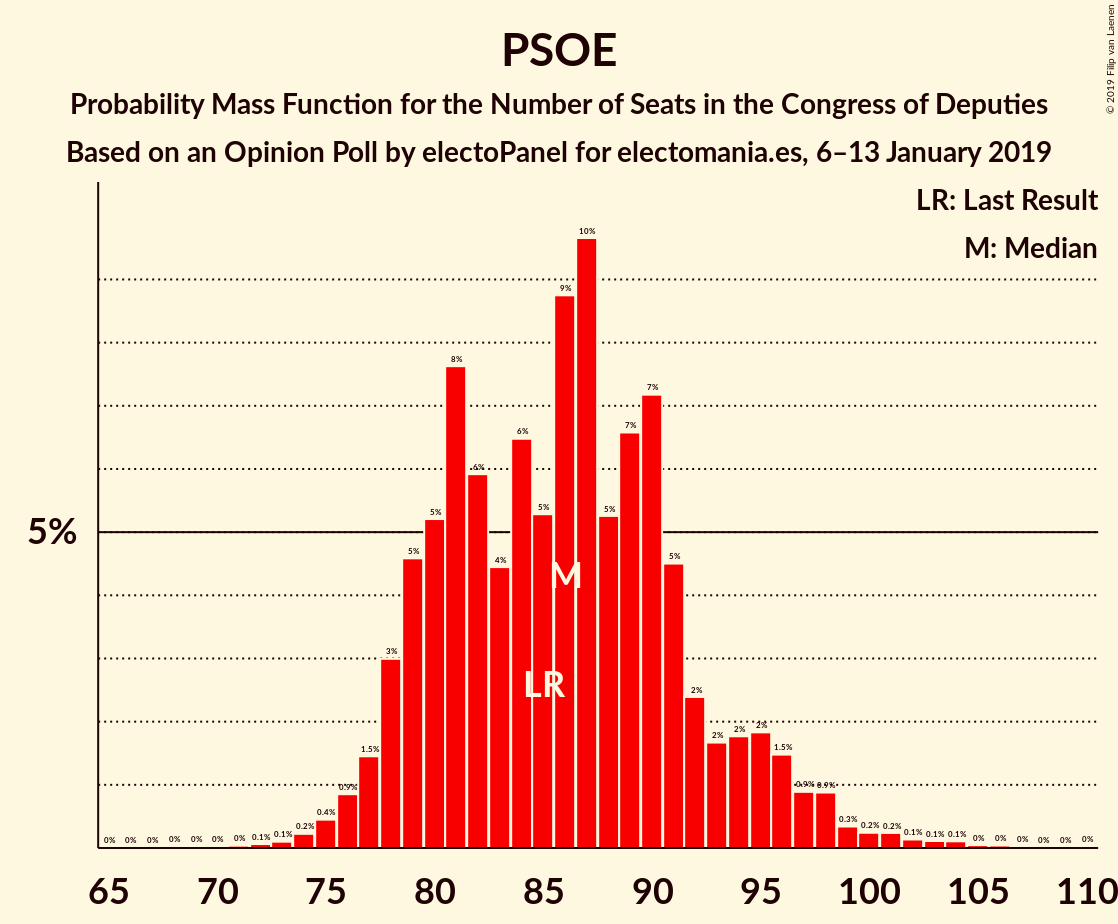 PSOE
Probability Mass Function for the Number of Seats in the Congress of Deputies
Based on an Opinion Poll by electoPanel for electomania.es, 6–13 January 2019
© 2019 Filip van Laenen
LR: Last Result
M: Median
5%
0% 0% 0% 0% 0% 0% 0% 0.1% 0.1% 0.2% 0.4% 0.9% 1.5% 3% 5% 5% 8% 6% 4% 6% 5% 9% 10% 5% 7% 7% 5% 2% 2% 2% 2% 1.5% 0.9% 0.9% 0.3% 0.2% 0.2% 0.1% 0.1% 0.1% 0% 0% 0% 0% 0% 0%
M
LR
65 70 75 80 85 90 95 100 105 110